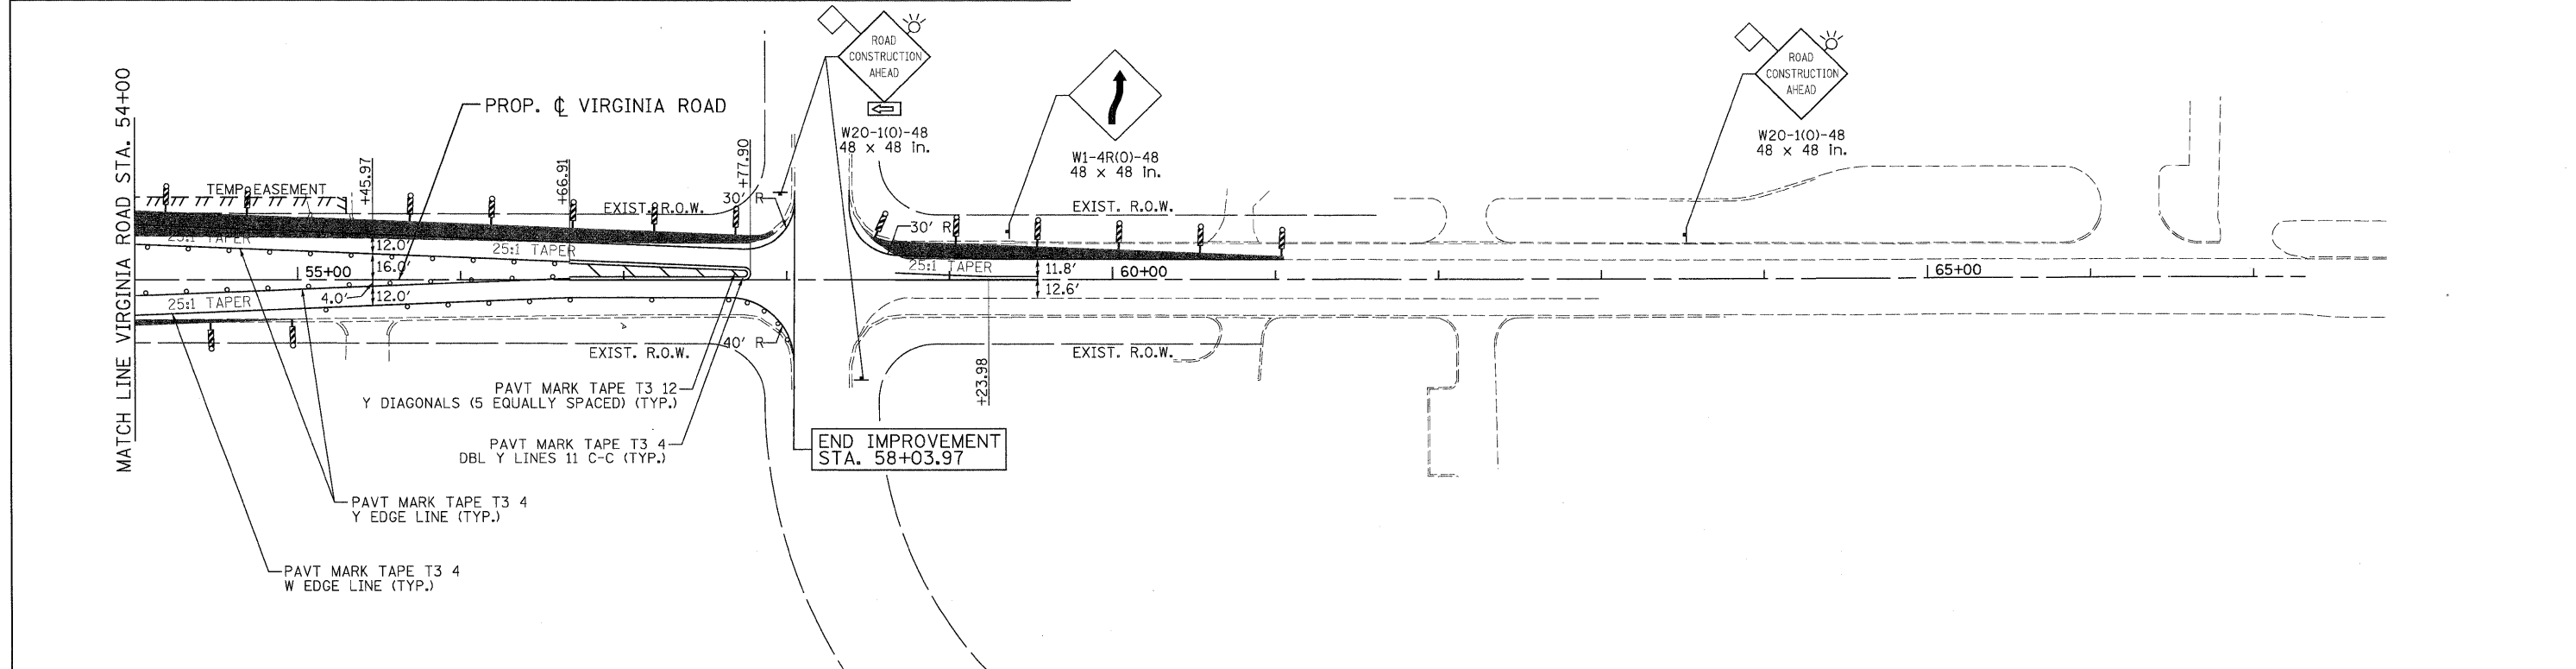 MATCH LINE VIRGINIA ROAD STA. 54+00
PROP. ℄ VIRGINIA ROAD
TEMP. EASEMENT
+45.97
+66.91
+77.90
EXIST. R.O.W.
30' R
25:1 TAPER
25:1 TAPER
12.0'
16.0'
55+00
4.0'
12.0'
25:1 TAPER
EXIST. R.O.W.
40' R
ROAD
CONSTRUCTION
AHEAD
W20-1(O)-48
48 x 48 in.
W1-4R(O)-48
48 x 48 in.
ROAD
CONSTRUCTION
AHEAD
W20-1(O)-48
48 x 48 in.
EXIST. R.O.W.
30' R
25:1 TAPER
11.8'
60+00
12.6'
65+00
EXIST. R.O.W.
+23.98
PAVT MARK TAPE T3 12
Y DIAGONALS (5 EQUALLY SPACED) (TYP.)
PAVT MARK TAPE T3 4
DBL Y LINES 11 C-C (TYP.)
END IMPROVEMENT
STA. 58+03.97
PAVT MARK TAPE T3 4
Y EDGE LINE (TYP.)
PAVT MARK TAPE T3 4
W EDGE LINE (TYP.)